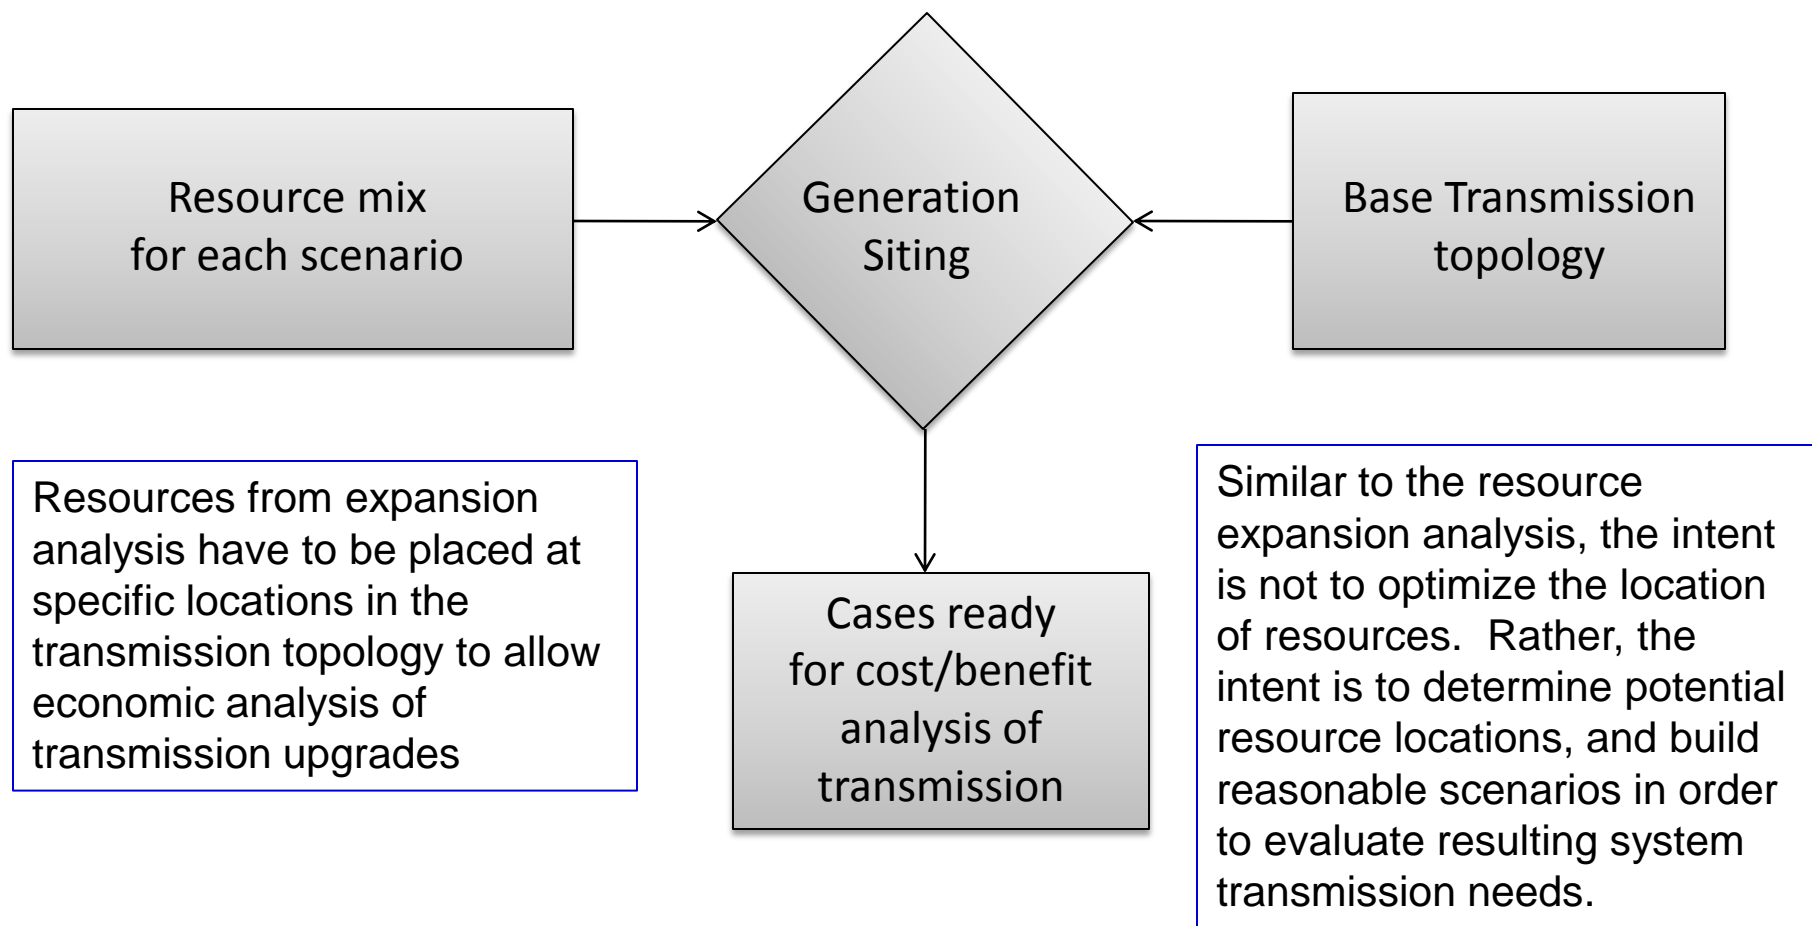 Resource mix
for each scenario
Generation
Siting
Base Transmission
topology
Resources from expansion
analysis have to be placed at
specific locations in the
transmission topology to allow
economic analysis of
transmission upgrades
Cases ready
for cost/benefit
analysis of
transmission
Similar to the resource
expansion analysis, the intent
is not to optimize the location
of resources.  Rather, the
intent is to determine potential
resource locations, and build
reasonable scenarios in order
to evaluate resulting system
transmission needs.